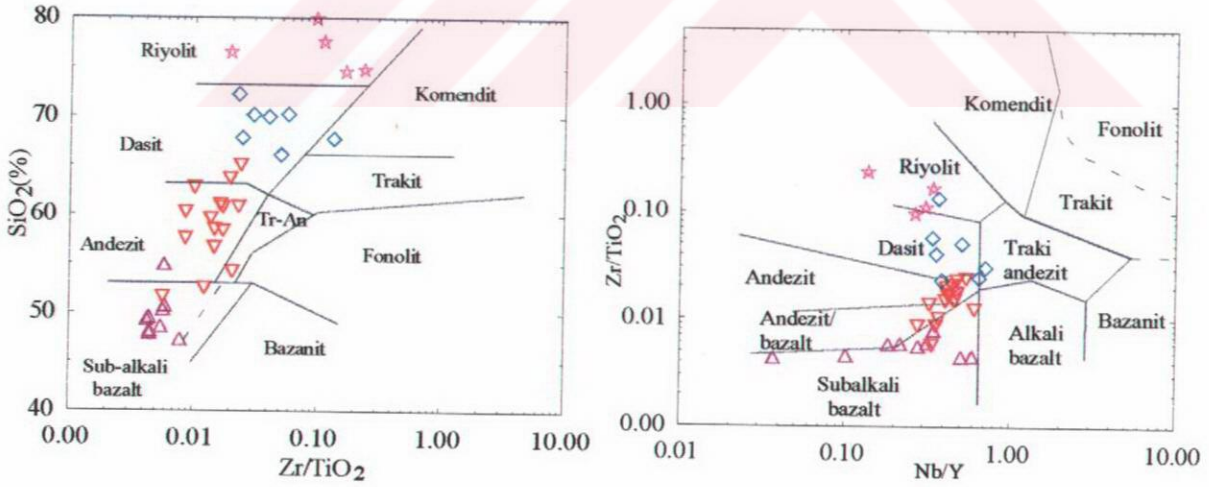 80
70
60
50
40
SiO2(%)
0.00 0.01 0.10 1.00 10.00
Zr/TiO2
Riyolit
Komendit
Dasit
Trakit
Tr-An
Andezit
Fonolit
Bazanit
Sub-alkali
bazalt
1.00
0.10
0.01
0.00
Zr/TiO2
0.01 0.10 1.00 10.00
Nb/Y
Komendit
Fonolit
Riyolit
Trakit
Dasit
Traki
andezit
Andezit
Andezit/
bazalt
Alkali
bazalt
Bazanit
Subalkali
bazalt